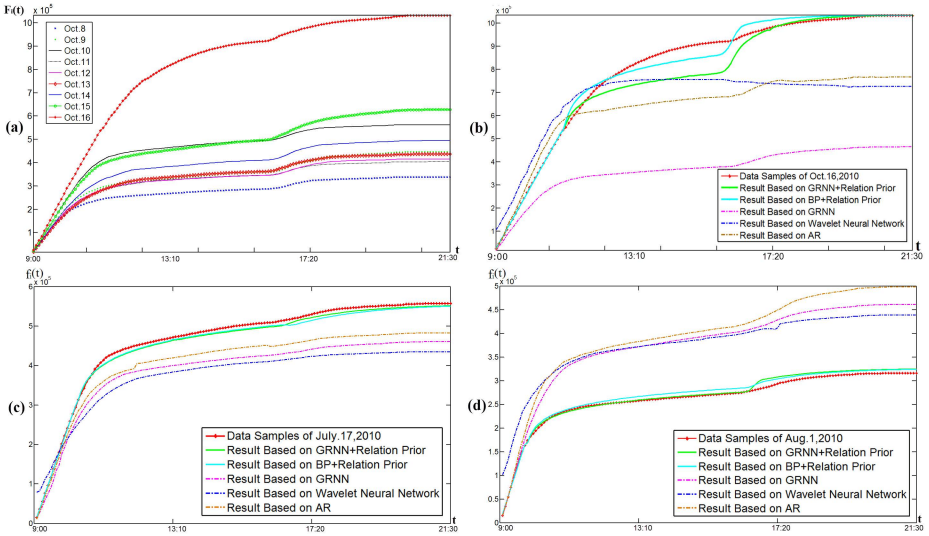 Fᵢ(t)
x 10⁵
10
9
8
7
6
5
4
3
2
1
Oct.8
Oct.9
Oct.10
Oct.11
Oct.12
Oct.13
Oct.14
Oct.15
Oct.16
(a)
9:00 13:10 17:20 21:30
t
x 10⁵
10
9
8
7
6
5
4
3
2
1
(b)
Data Samples of Oct.16,2010
Result Based on GRNN+Relation Prior
Result Based on BP+Relation Prior
Result Based on GRNN
Result Based on Wavelet Neural Network
Result Based on AR
9:00 13:10 17:20 21:30
t
fᵢ(t)
x 10⁵
6
5
4
3
2
1
0
(c)
Data Samples of July.17,2010
Result Based on GRNN+Relation Prior
Result Based on BP+Relation Prior
Result Based on GRNN
Result Based on Wavelet Neural Network
Result Based on AR
9:00 13:10 17:20 21:30
t
fᵢ(t)
x 10⁵
5
4.5
4
3.5
3
2.5
2
1.5
1
0.5
0
(d)
Data Samples of Aug.1,2010
Result Based on GRNN+Relation Prior
Result Based on BP+Relation Prior
Result Based on GRNN
Result Based on Wavelet Neural Network
Result Based on AR
9:00 13:10 17:20 21:30
t